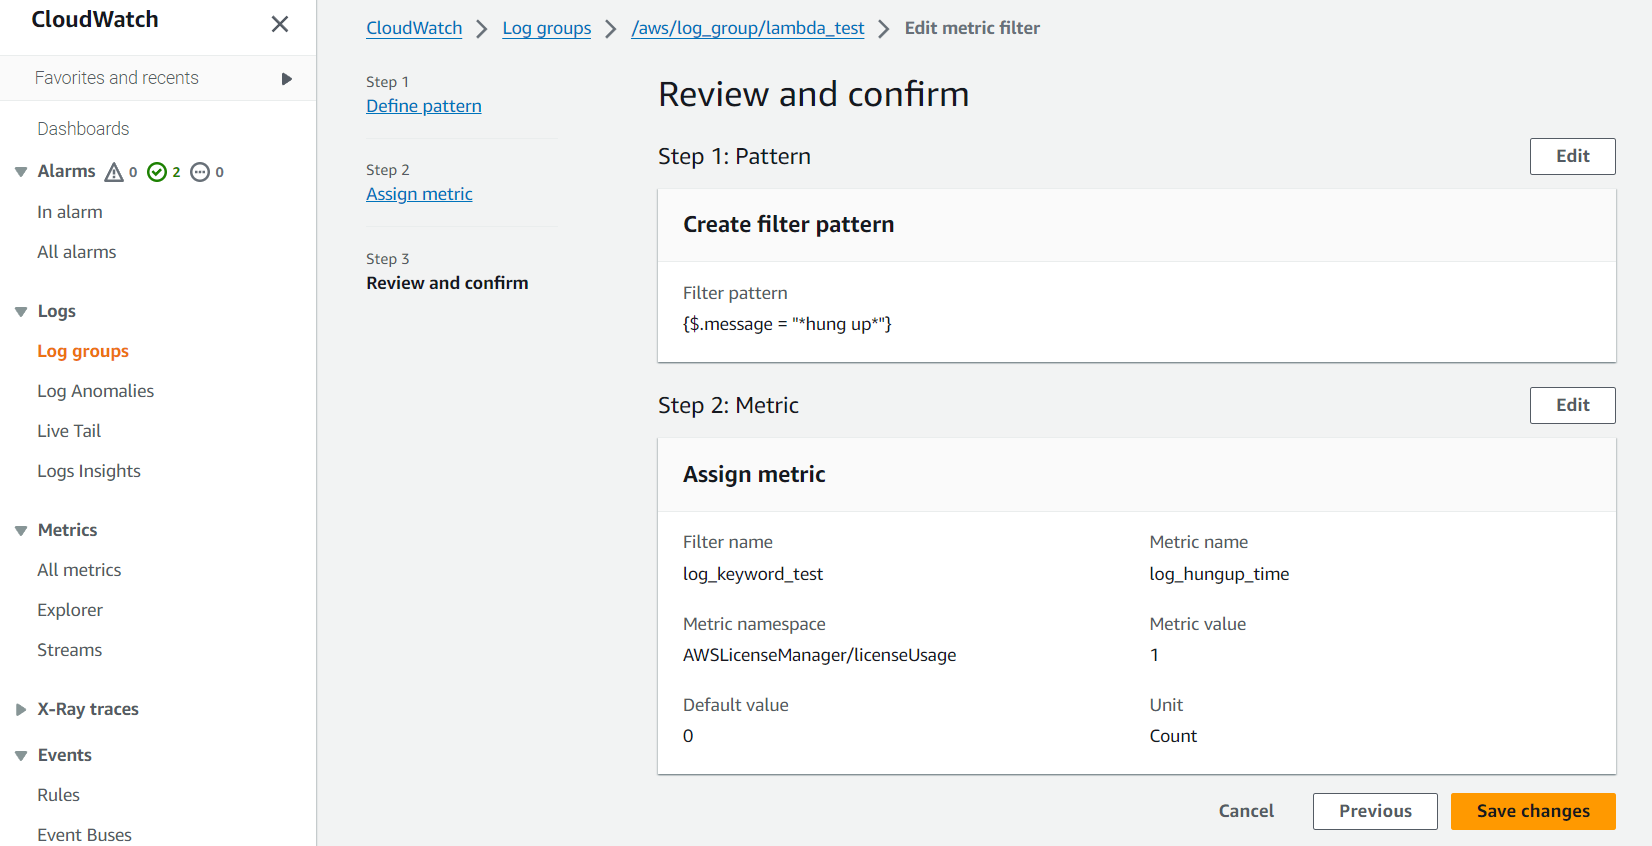 CloudWatch
Favorites and recents
Dashboards
Alarms 0 2 0
In alarm
All alarms
Logs
Log groups
Log Anomalies
Live Tail
Logs Insights
Metrics
All metrics
Explorer
Streams
X-Ray traces
Events
Rules
Event Buses
CloudWatch > Log groups > /aws/log_group/lambda_test > Edit metric filter
Step 1
Define pattern
Step 2
Assign metric
Step 3
Review and confirm
Review and confirm
Step 1: Pattern
Edit
Create filter pattern
Filter pattern
{$.message = "*hung up*"}
Step 2: Metric
Edit
Assign metric
Filter name
log_keyword_test
Metric name
log_hungup_time
Metric namespace
AWSLicenseManager/licenseUsage
Metric value
1
Default value
0
Unit
Count
Cancel
Previous
Save changes